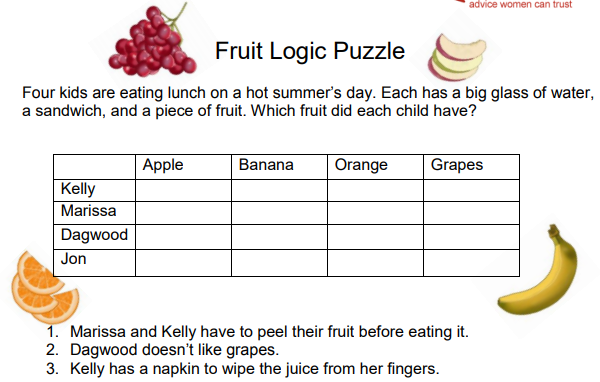 advice women can trust
Fruit Logic Puzzle
Four kids are eating lunch on a hot summer's day. Each has a big glass of water,
a sandwich, and a piece of fruit. Which fruit did each child have?
Apple Banana Orange Grapes
Kelly
Marissa
Dagwood
Jon
1. Marissa and Kelly have to peel their fruit before eating it.
2. Dagwood doesn't like grapes.
3. Kelly has a napkin to wipe the juice from her fingers.